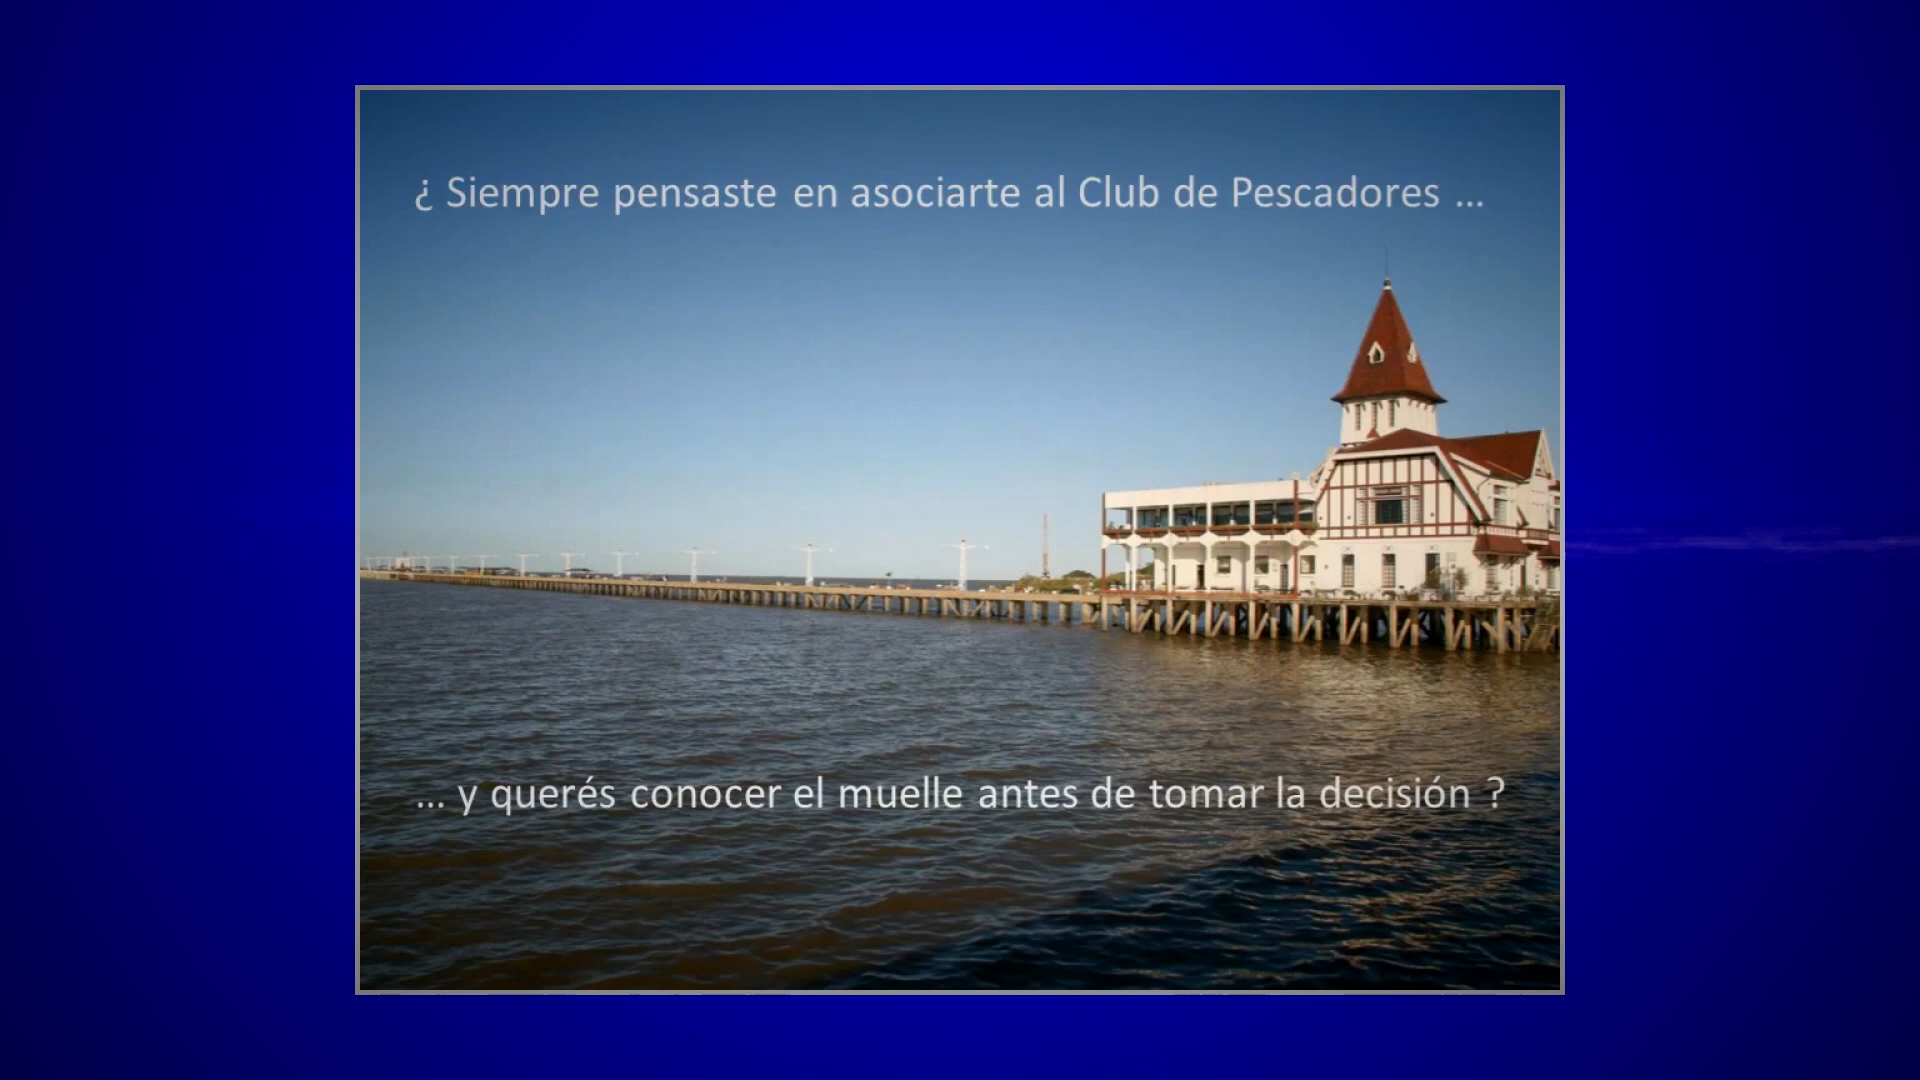 ¿ Siempre pensaste en asociarte al Club de Pescadores ...
... y querés conocer el muelle antes de tomar la decisión ?